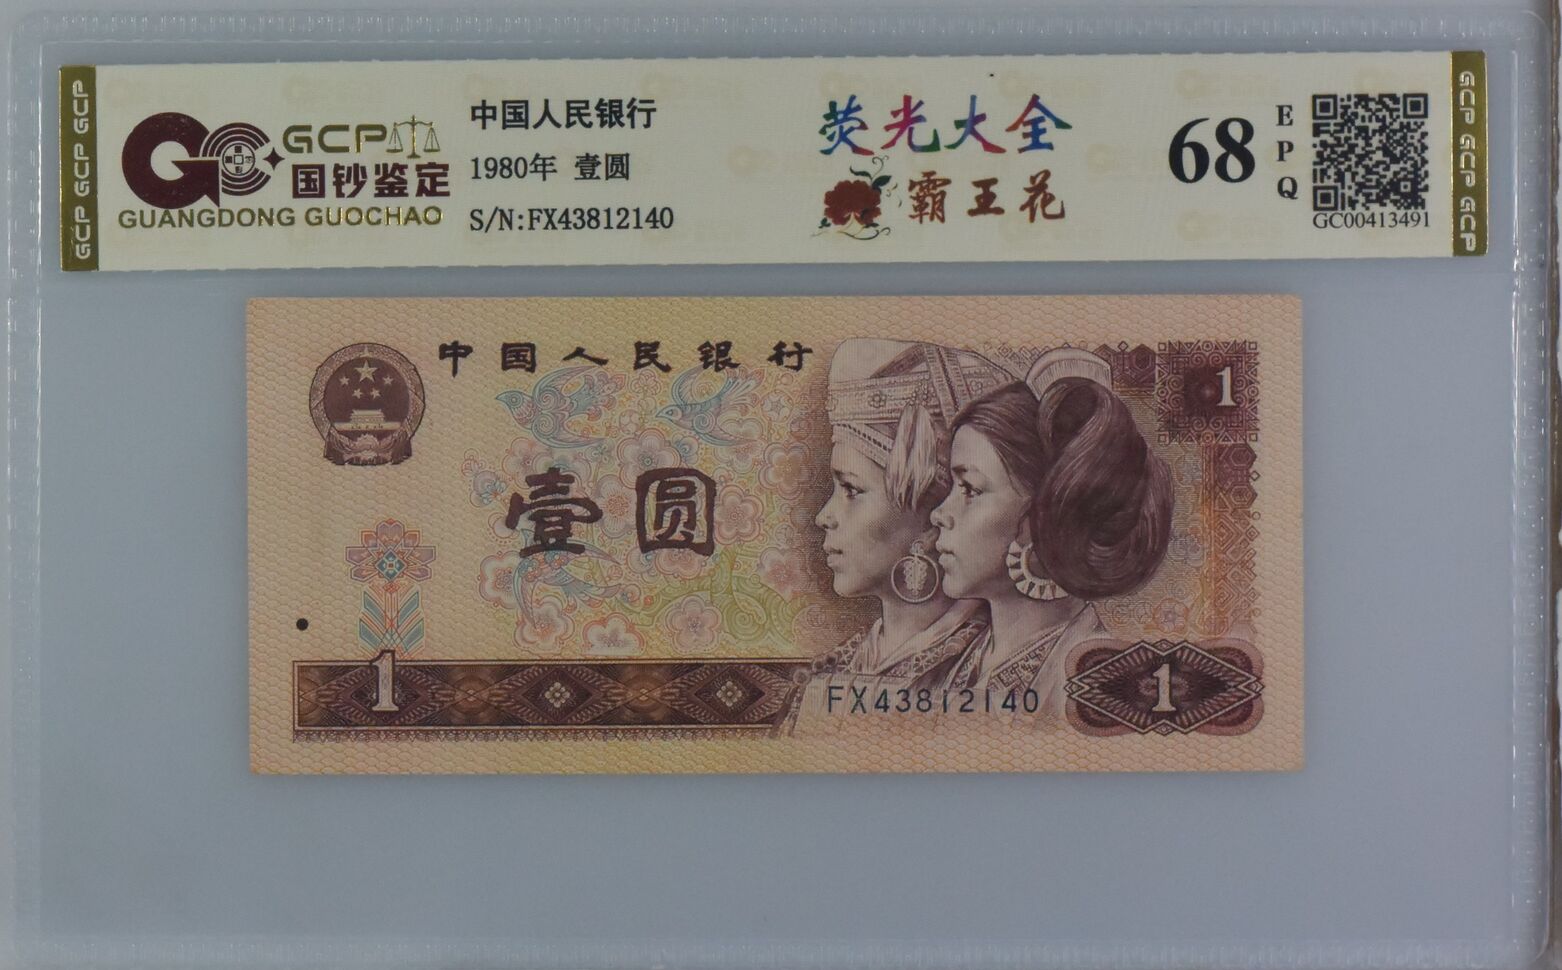 GCP GCP GCP
GCP
国钞鉴定
GUANGDONG GUOCHAO
中国人民银行
1980年 壹圆
S/N:FX43812140
荧光大全
霸王花
68
EPQ
GC00413491
GCP GCP GCP
中国人民银行
1
壹圆
1
FX43812140
1